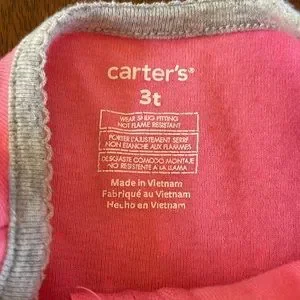 carter's®
3t
WEAR SNUG FITTING
NOT FLAME RESISTANT
PORTER L'AJUSTEMENT SERRÉ
NON ÉTANCHE AUX FLAMMES
DESGASTE COMODO MONTAJE
NO RESISTENTE A LA LLAMA
Made in Vietnam
Fabriqué au Vietnam
Hecho en Vietnam